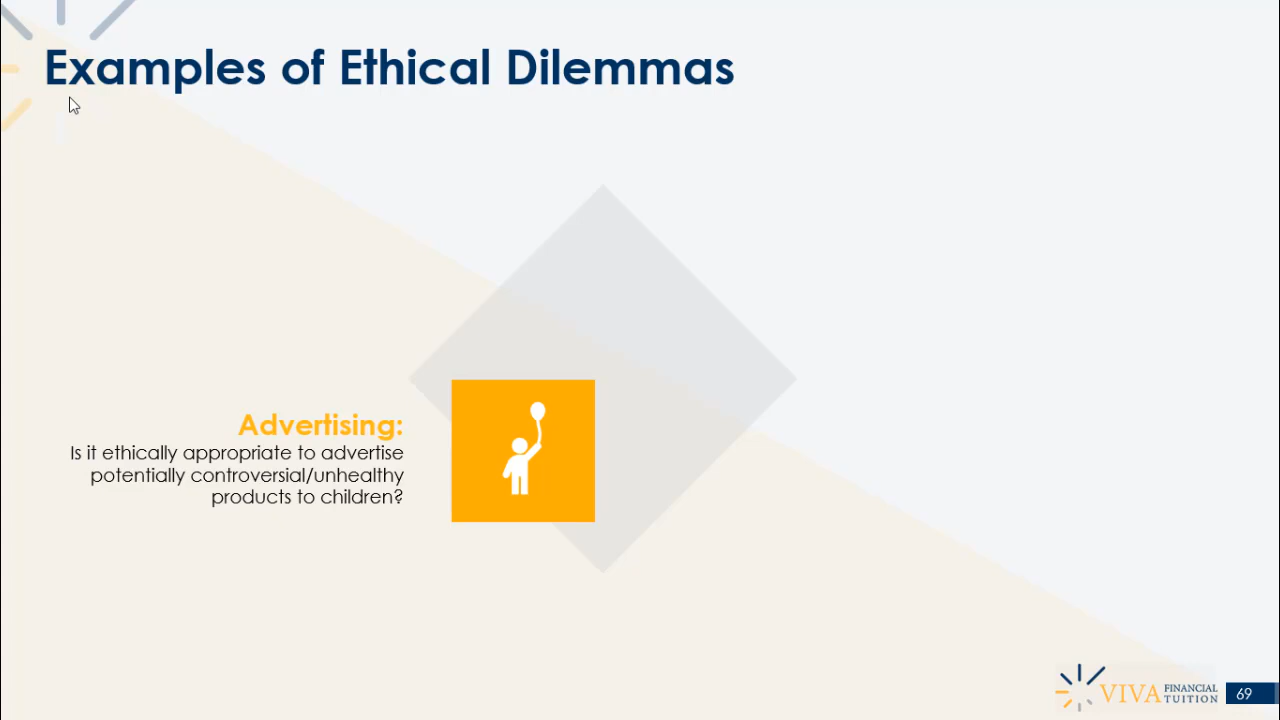 Examples of Ethical Dilemmas
Advertising:
Is it ethically appropriate to advertise
potentially controversial/unhealthy
products to children?
VIVA FINANCIAL TUITION
69